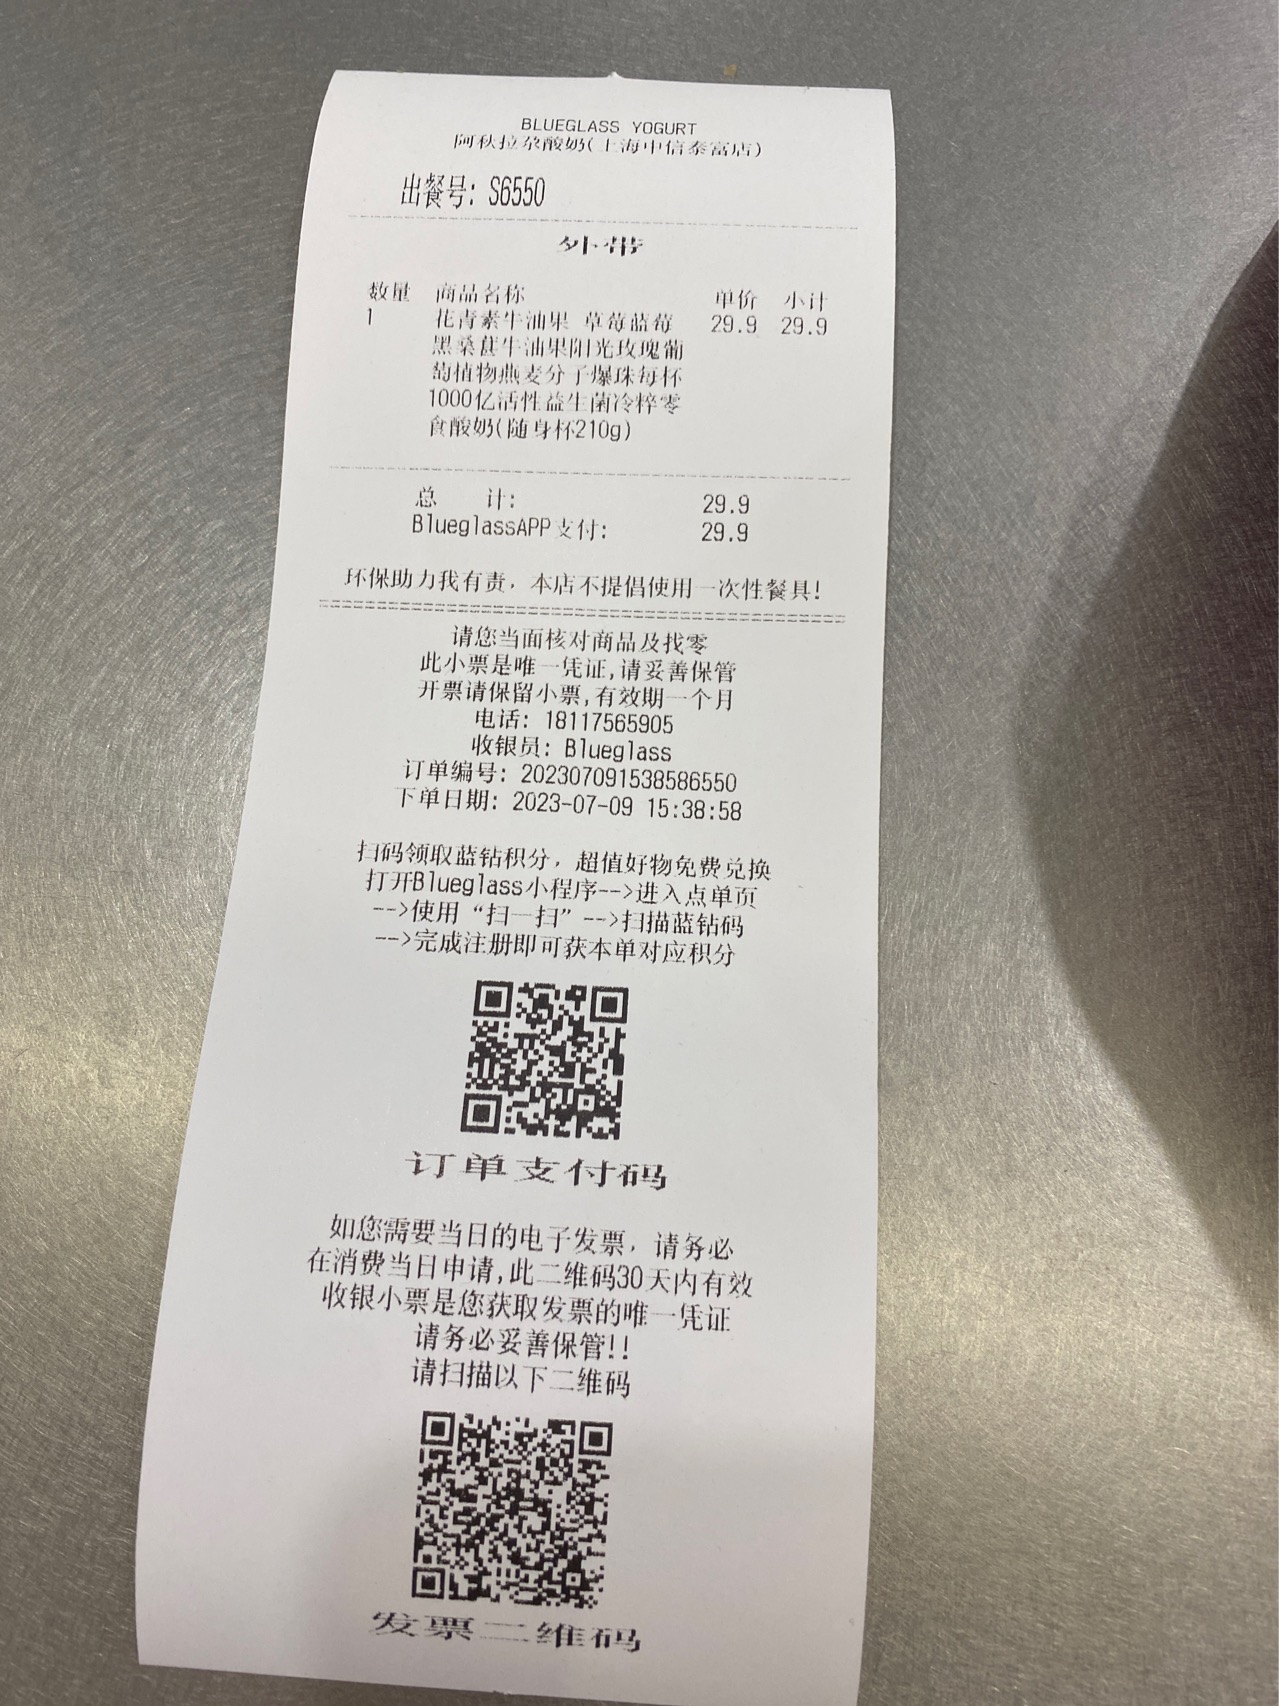 BLUEGLASS YOGURT
阿秋拉尕酸奶(上海中信泰富店)
出餐号: S6550
外带
数量 商品名称 单价 小计
1 花青素牛油果 草莓蓝莓 29.9 29.9
黑桑葚牛油果阳光玫瑰葡
萄植物燕麦分子爆珠每杯
1000亿活性益生菌冷粹零
食酸奶(随身杯210g)
总 计: 29.9
BlueglassAPP支付: 29.9
环保助力我有责，本店不提倡使用一次性餐具!
请您当面核对商品及找零
此小票是唯一凭证,请妥善保管
开票请保留小票,有效期一个月
电话: 18117565905
收银员: Blueglass
订单编号: 202307091538586550
下单日期: 2023-07-09 15:38:58
扫码领取蓝钻积分，超值好物免费兑换
打开Blueglass小程序-->进入点单页
-->使用“扫一扫”-->扫描蓝钻码
-->完成注册即可获本单对应积分
订单支付码
如您需要当日的电子发票，请务必
在消费当日申请,此二维码30天内有效
收银小票是您获取发票的唯一凭证
请务必妥善保管!!
请扫描以下二维码
发票二维码